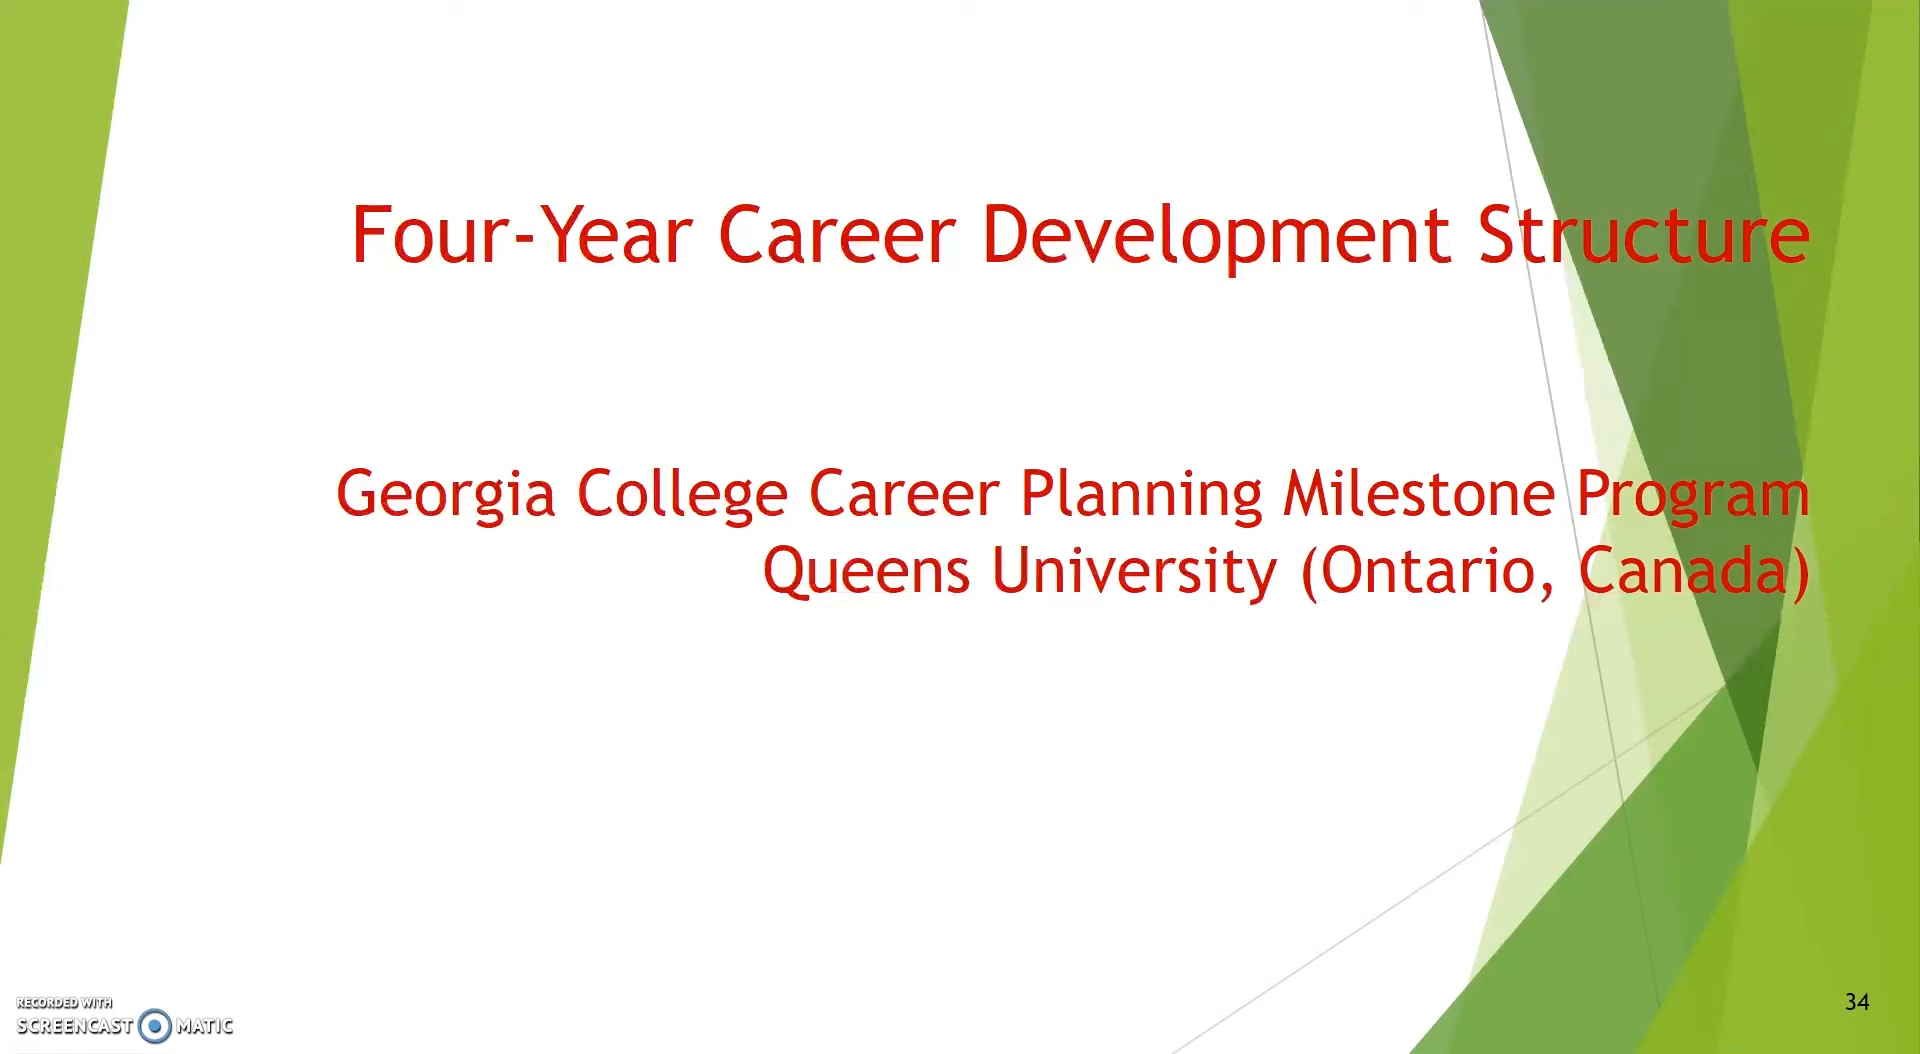 Four-Year Career Development Structure
Georgia College Career Planning Milestone Program
Queens University (Ontario, Canada)
RECORDED WITH
SCREENCAST MATIC
34